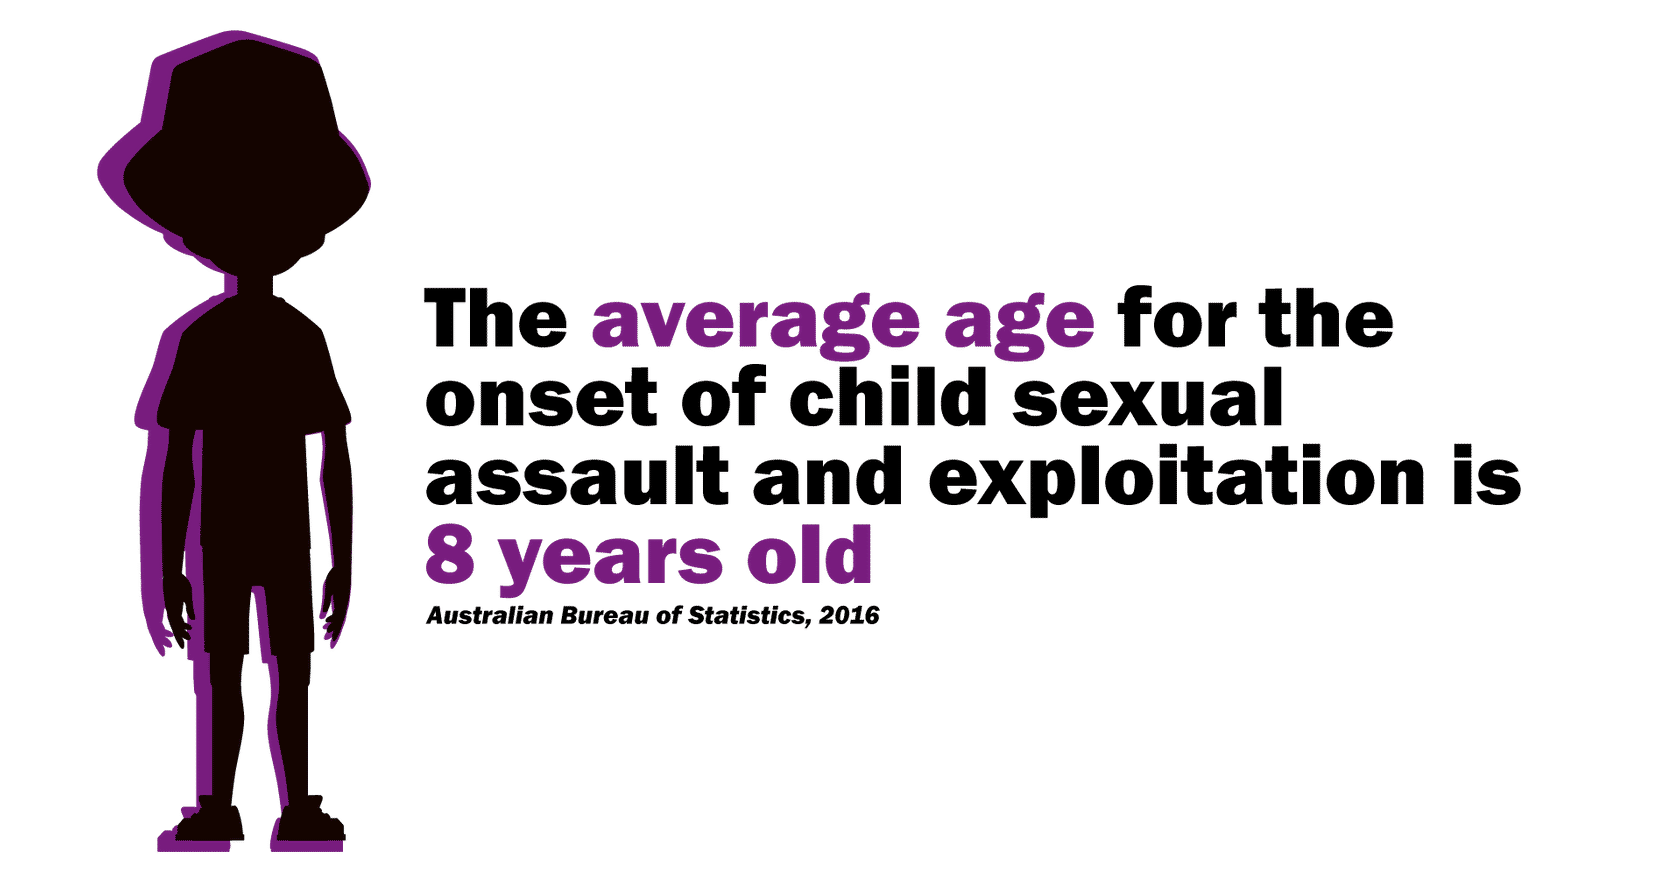 The average age for the
onset of child sexual
assault and exploitation is
8 years old
Australian Bureau of Statistics, 2016